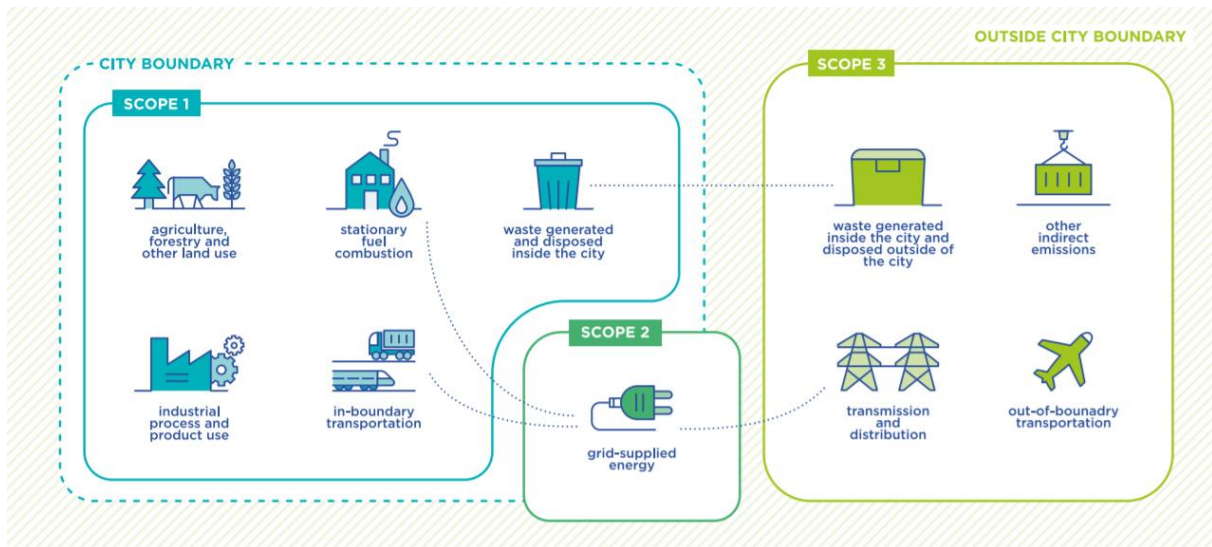 OUTSIDE CITY BOUNDARY
CITY BOUNDARY
SCOPE 3
SCOPE 1
agriculture,
forestry and
other land use
stationary
fuel
combustion
waste generated
and disposed
inside the city
waste generated
inside the city and
disposed outside of
the city
other
indirect
emissions
SCOPE 2
industrial
process and
product use
in-boundary
transportation
grid-supplied
energy
transmission
and
distribution
out-of-bounadry
transportation